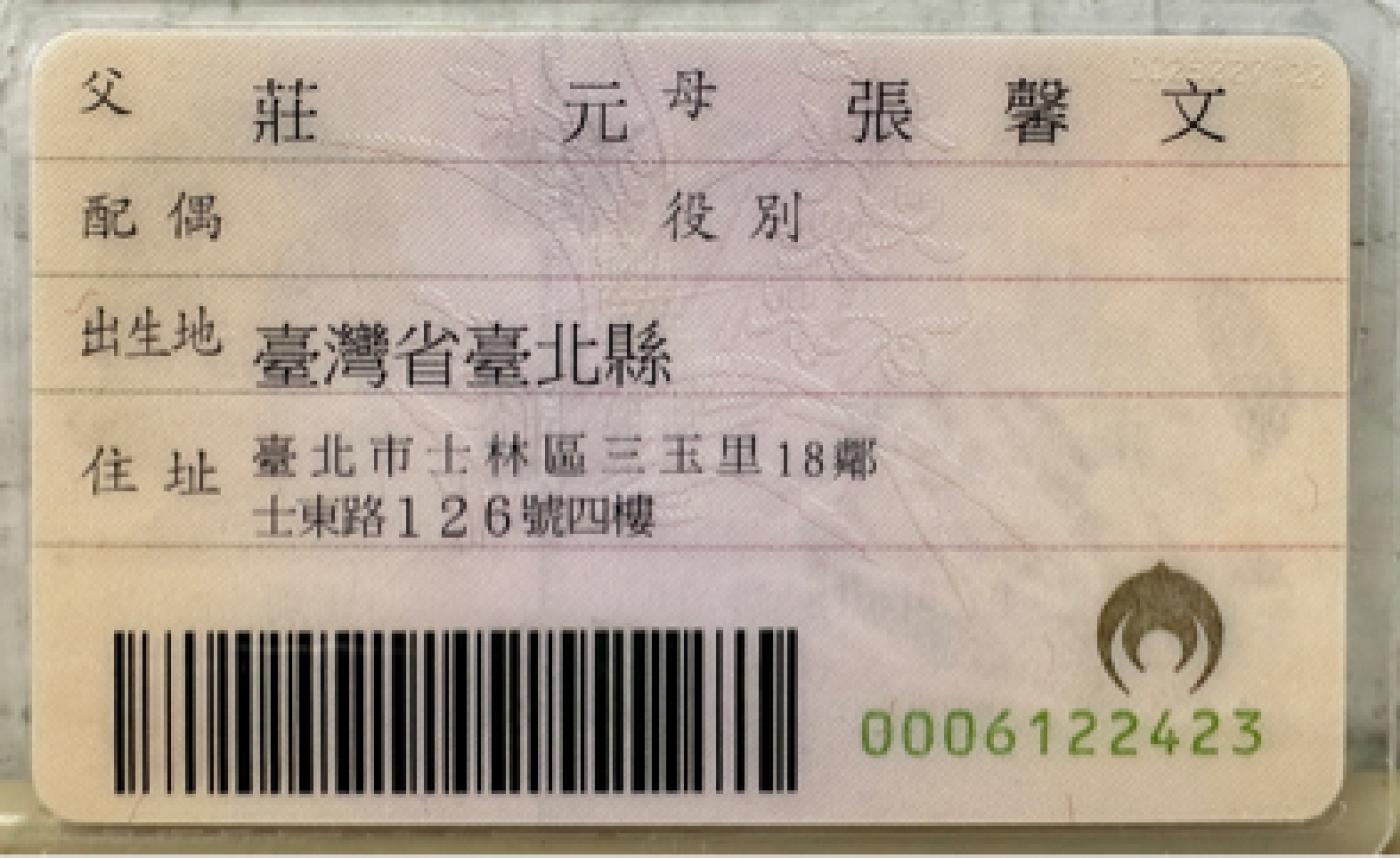 父 莊 元 母 張 馨 文
配偶 役別
出生地 臺灣省臺北縣
住址 臺北市士林區三玉里18鄰
士東路126號四樓
0006122423